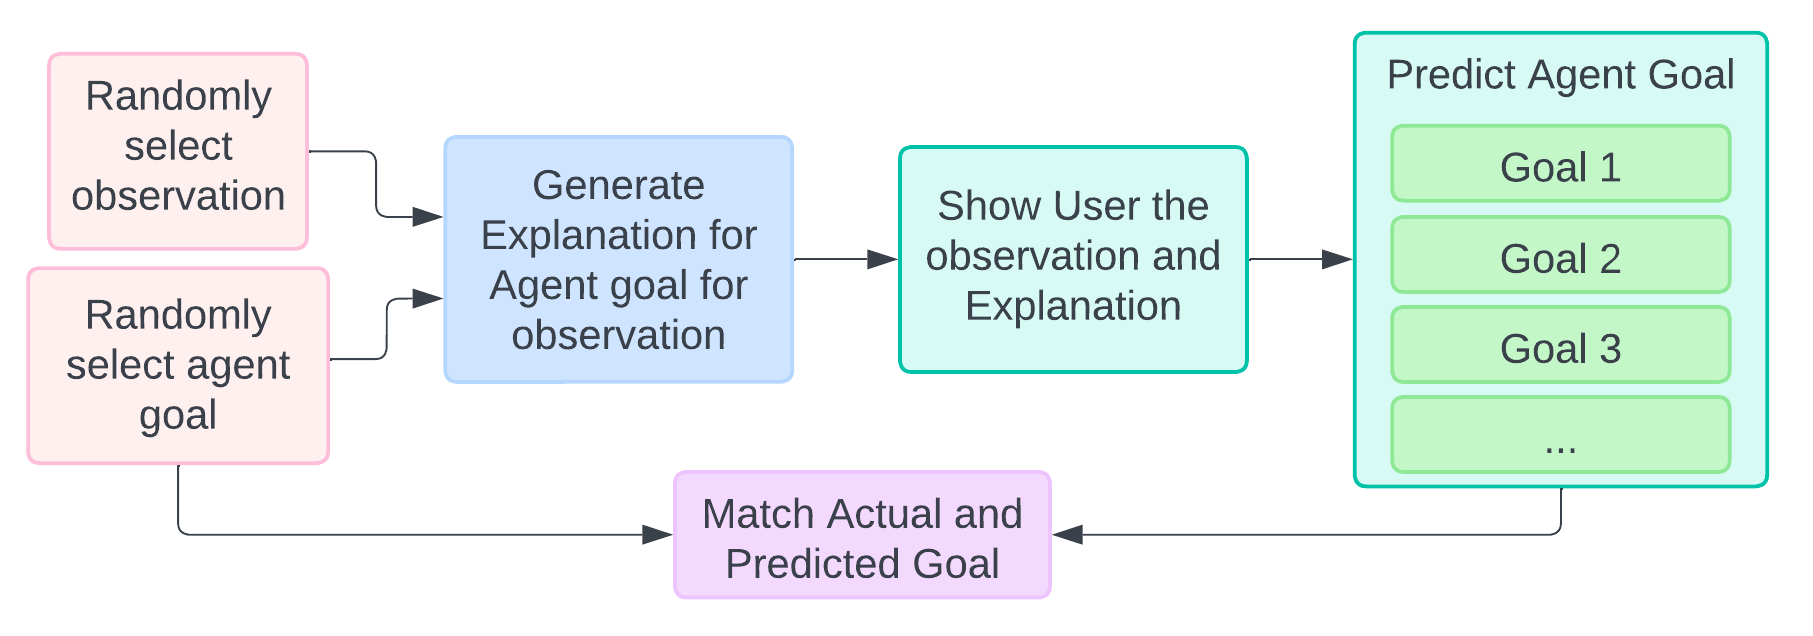 Randomly
select
observation
Randomly
select agent
goal
Generate
Explanation for
Agent goal for
observation
Show User the
observation and
Explanation
Predict Agent Goal
Goal 1
Goal 2
Goal 3
...
Match Actual and
Predicted Goal